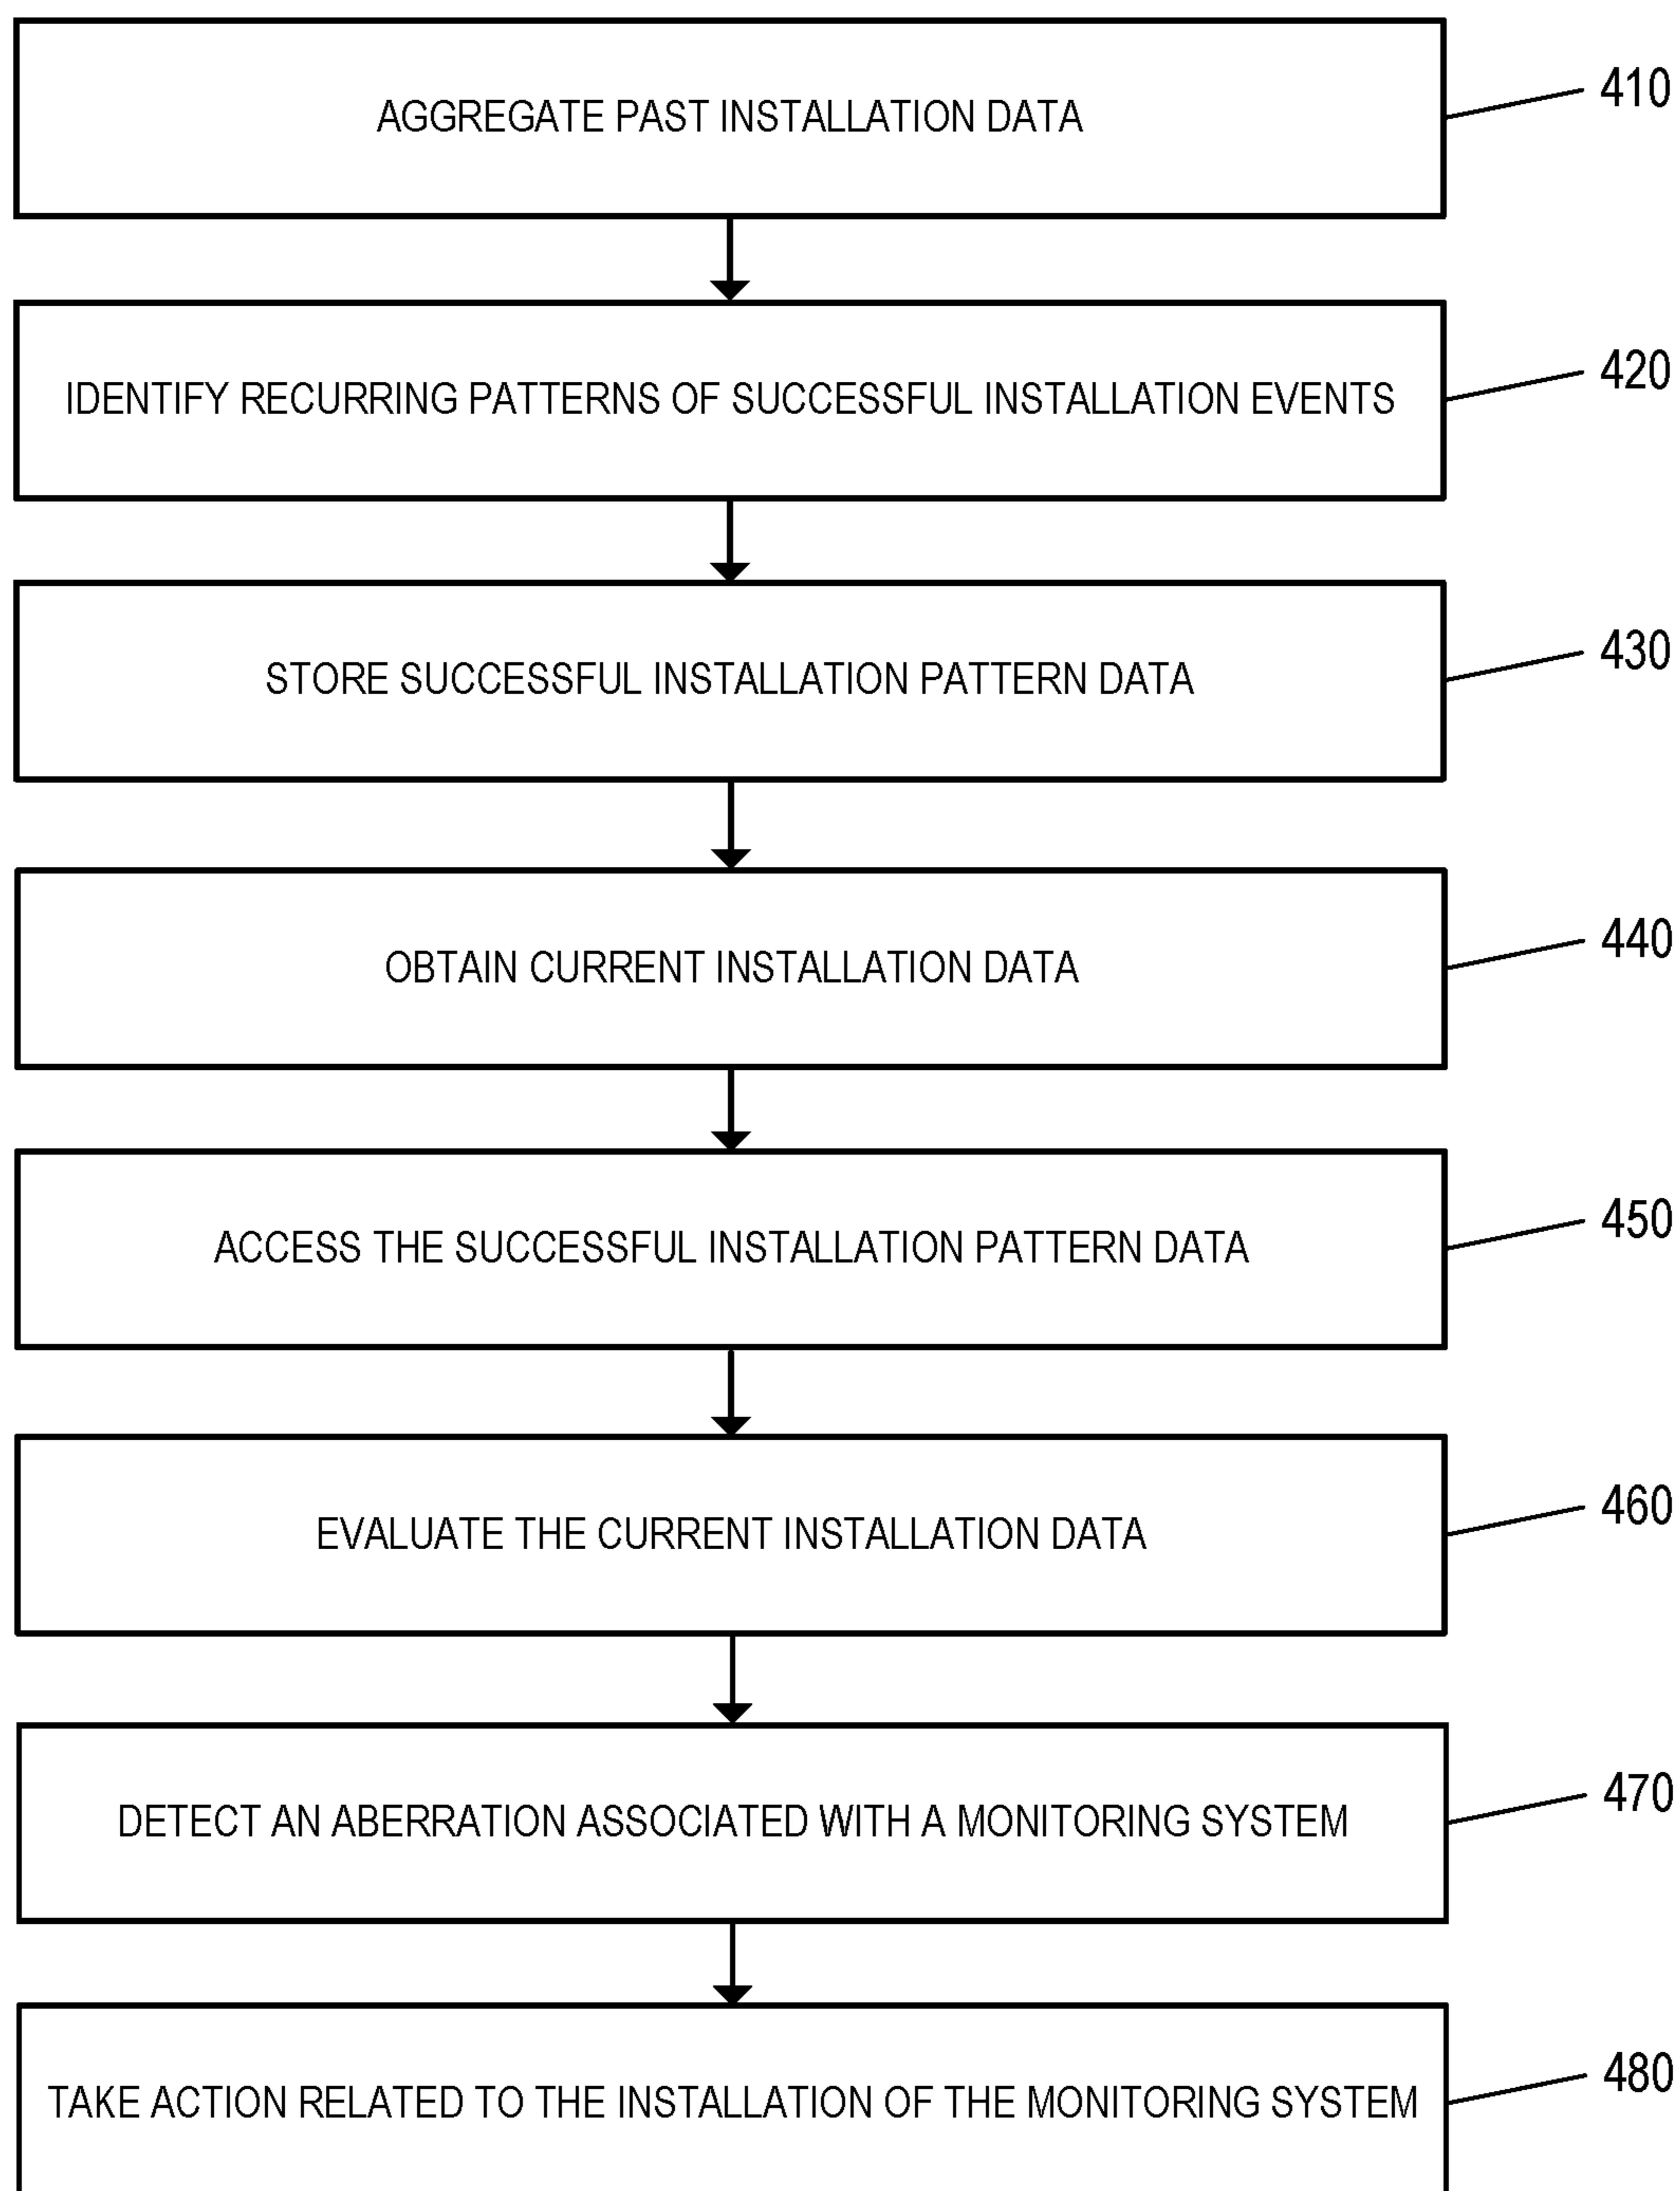 AGGREGATE PAST INSTALLATION DATA
410
IDENTIFY RECURRING PATTERNS OF SUCCESSFUL INSTALLATION EVENTS
420
STORE SUCCESSFUL INSTALLATION PATTERN DATA
430
OBTAIN CURRENT INSTALLATION DATA
440
ACCESS THE SUCCESSFUL INSTALLATION PATTERN DATA
450
EVALUATE THE CURRENT INSTALLATION DATA
460
DETECT AN ABERRATION ASSOCIATED WITH A MONITORING SYSTEM
470
TAKE ACTION RELATED TO THE INSTALLATION OF THE MONITORING SYSTEM
480